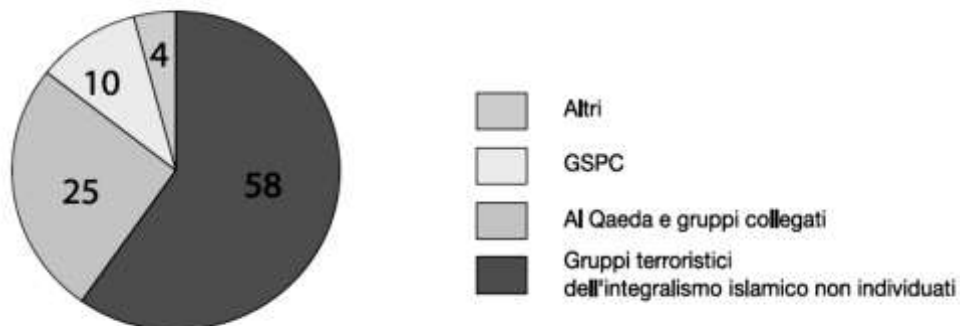 4
10
25
58
Altri
GSPC
Al Qaeda e gruppi collegati
Gruppi terroristici
dell'integralismo islamico non individuati